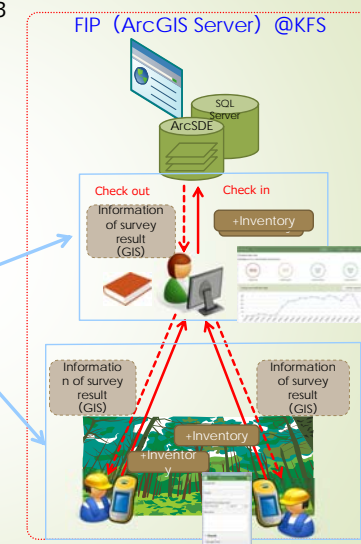 3
FIP（ArcGIS Server）@KFS
SQL
Server
ArcSDE
Check out
Check in
Information
of survey
result
(GIS)
+Inventory
Informatio
n of survey
result
(GIS)
Information
of survey
result
(GIS)
+Inventory
+Inventor
y